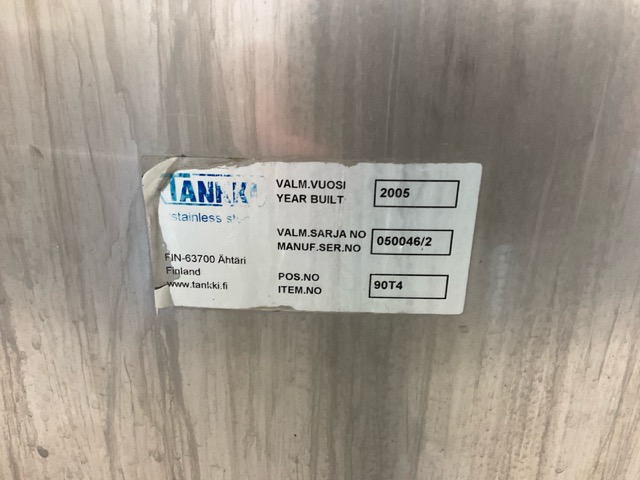 TANKKI
stainless
FIN-63700 Ähtäri
Finland
www.tankki.fi
VALM.VUOSI
YEAR BUILT
2005
VALM.SARJA NO
MANUF.SER.NO
050046/2
POS.NO
ITEM.NO
90T4